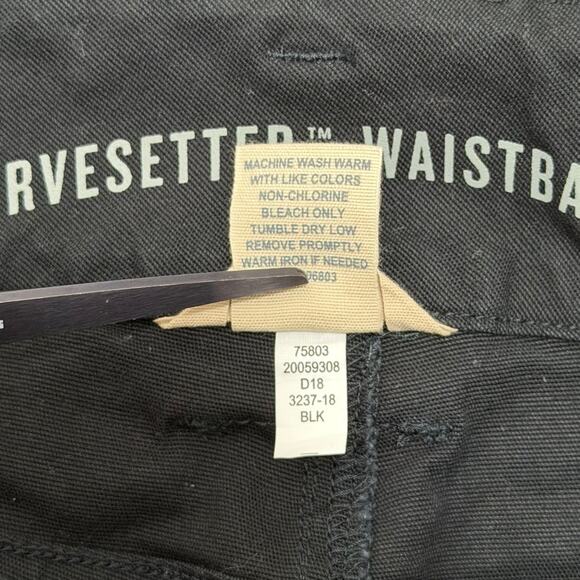 RVESETTER™ WAISTBA
MACHINE WASH WARM
WITH LIKE COLORS
NON-CHLORINE
BLEACH ONLY
TUMBLE DRY LOW
REMOVE PROMPTLY
WARM IRON IF NEEDED
96803
75803
20059308
D18
3237-18
BLK